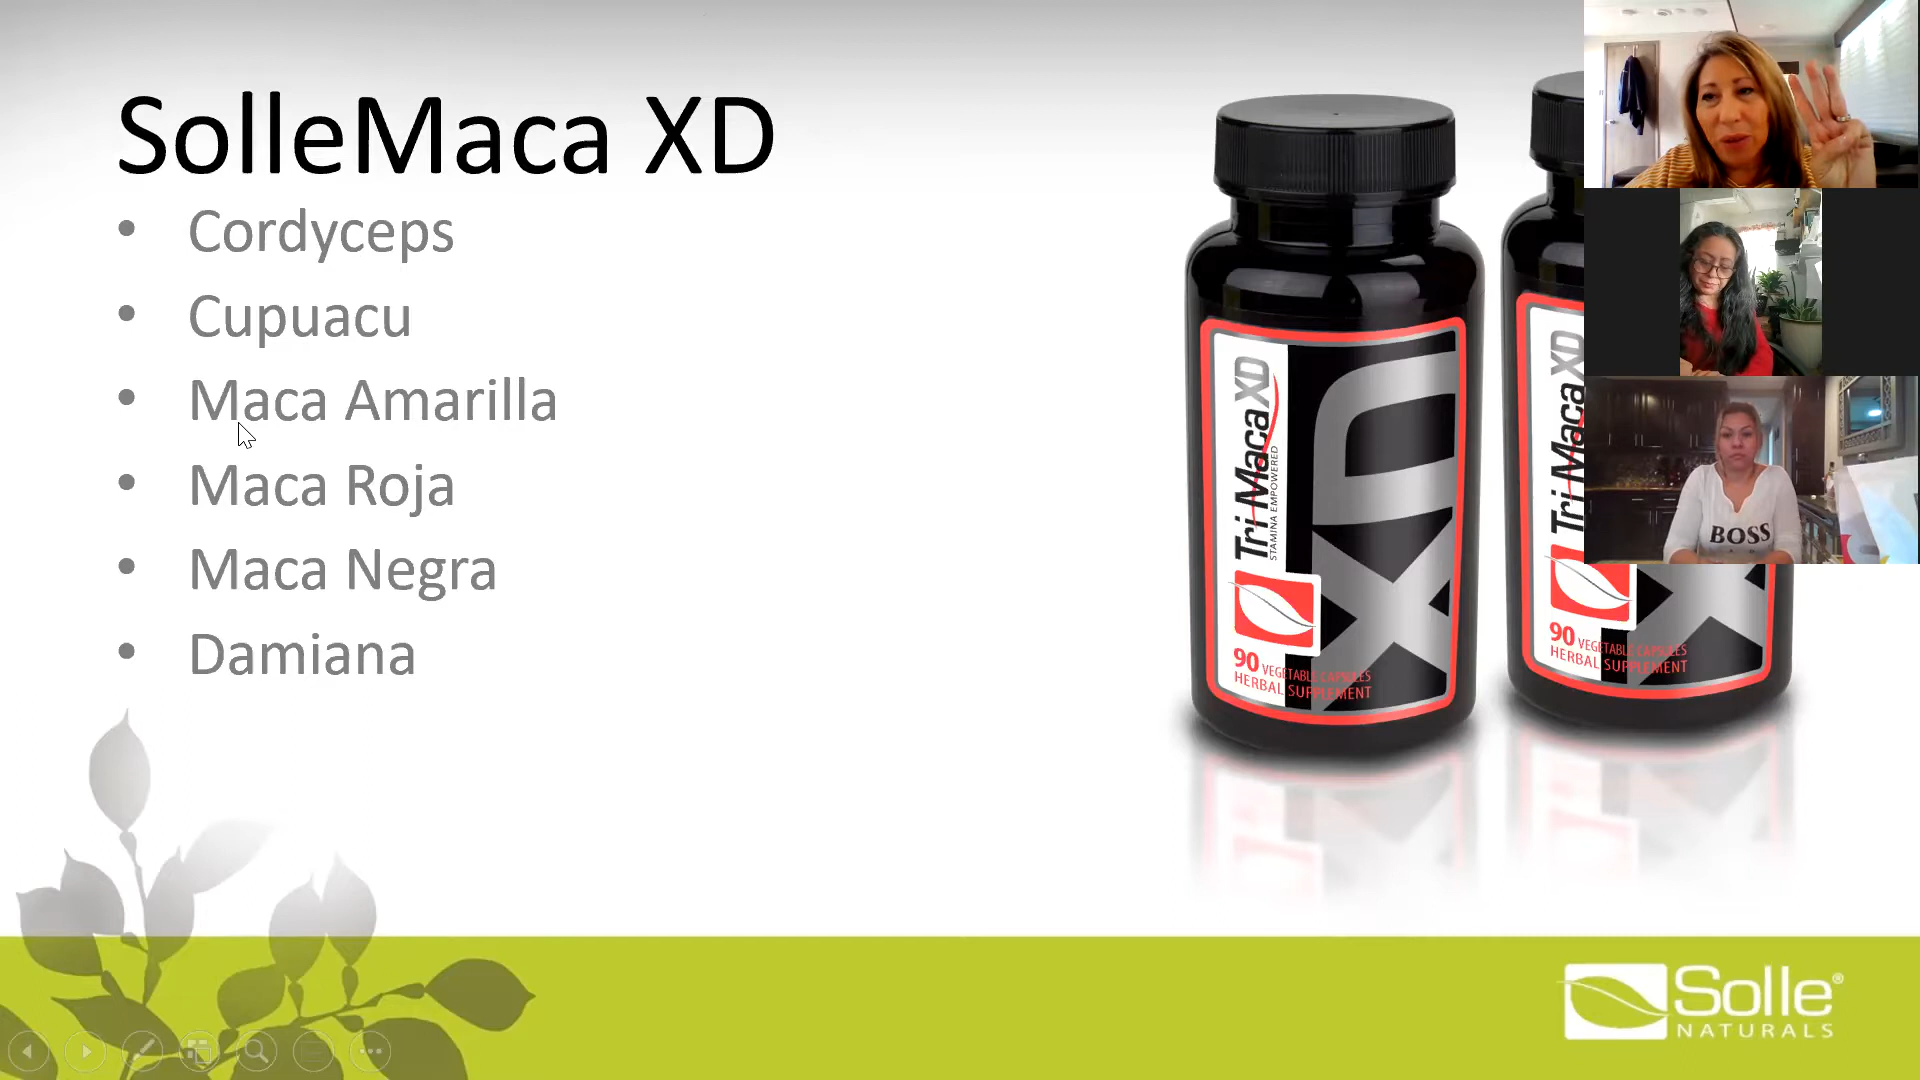 SolleMaca XD
• Cordyceps
• Cupuacu
• Maca Amarilla
• Maca Roja
• Maca Negra
• Damiana
Tri Maca XD
STAMINA EMPOWERED
XD
90 VEGETABLE CAPSULES
HERBAL SUPPLEMENT
Tri Maca XD
X
90 VEGETABLE CAPSULES
HERBAL SUPPLEMENT
BOSS
Solle®
NATURALS